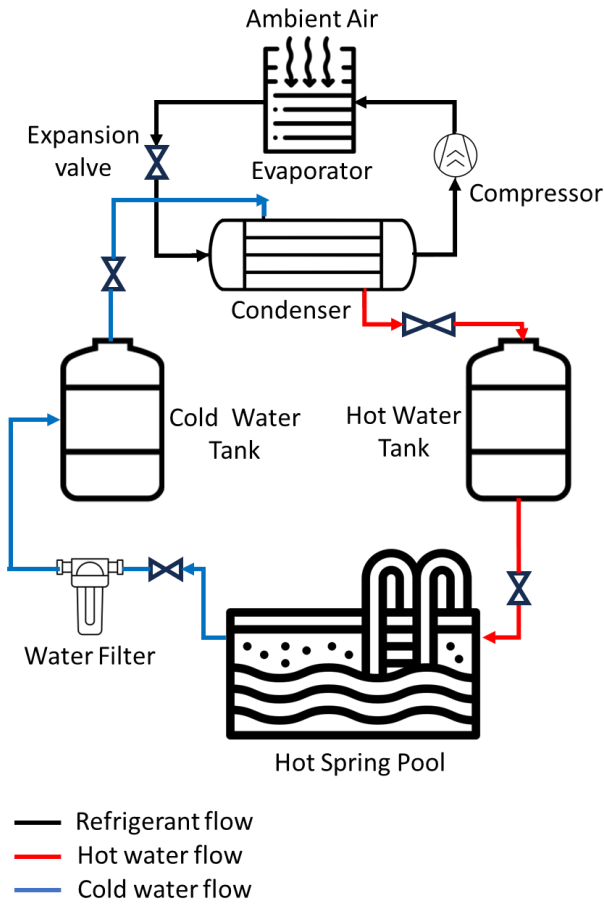 Ambient Air
Expansion
valve
Evaporator
Compressor
Condenser
Cold Water
Tank
Hot Water
Tank
Water Filter
Hot Spring Pool
Refrigerant flow
Hot water flow
Cold water flow